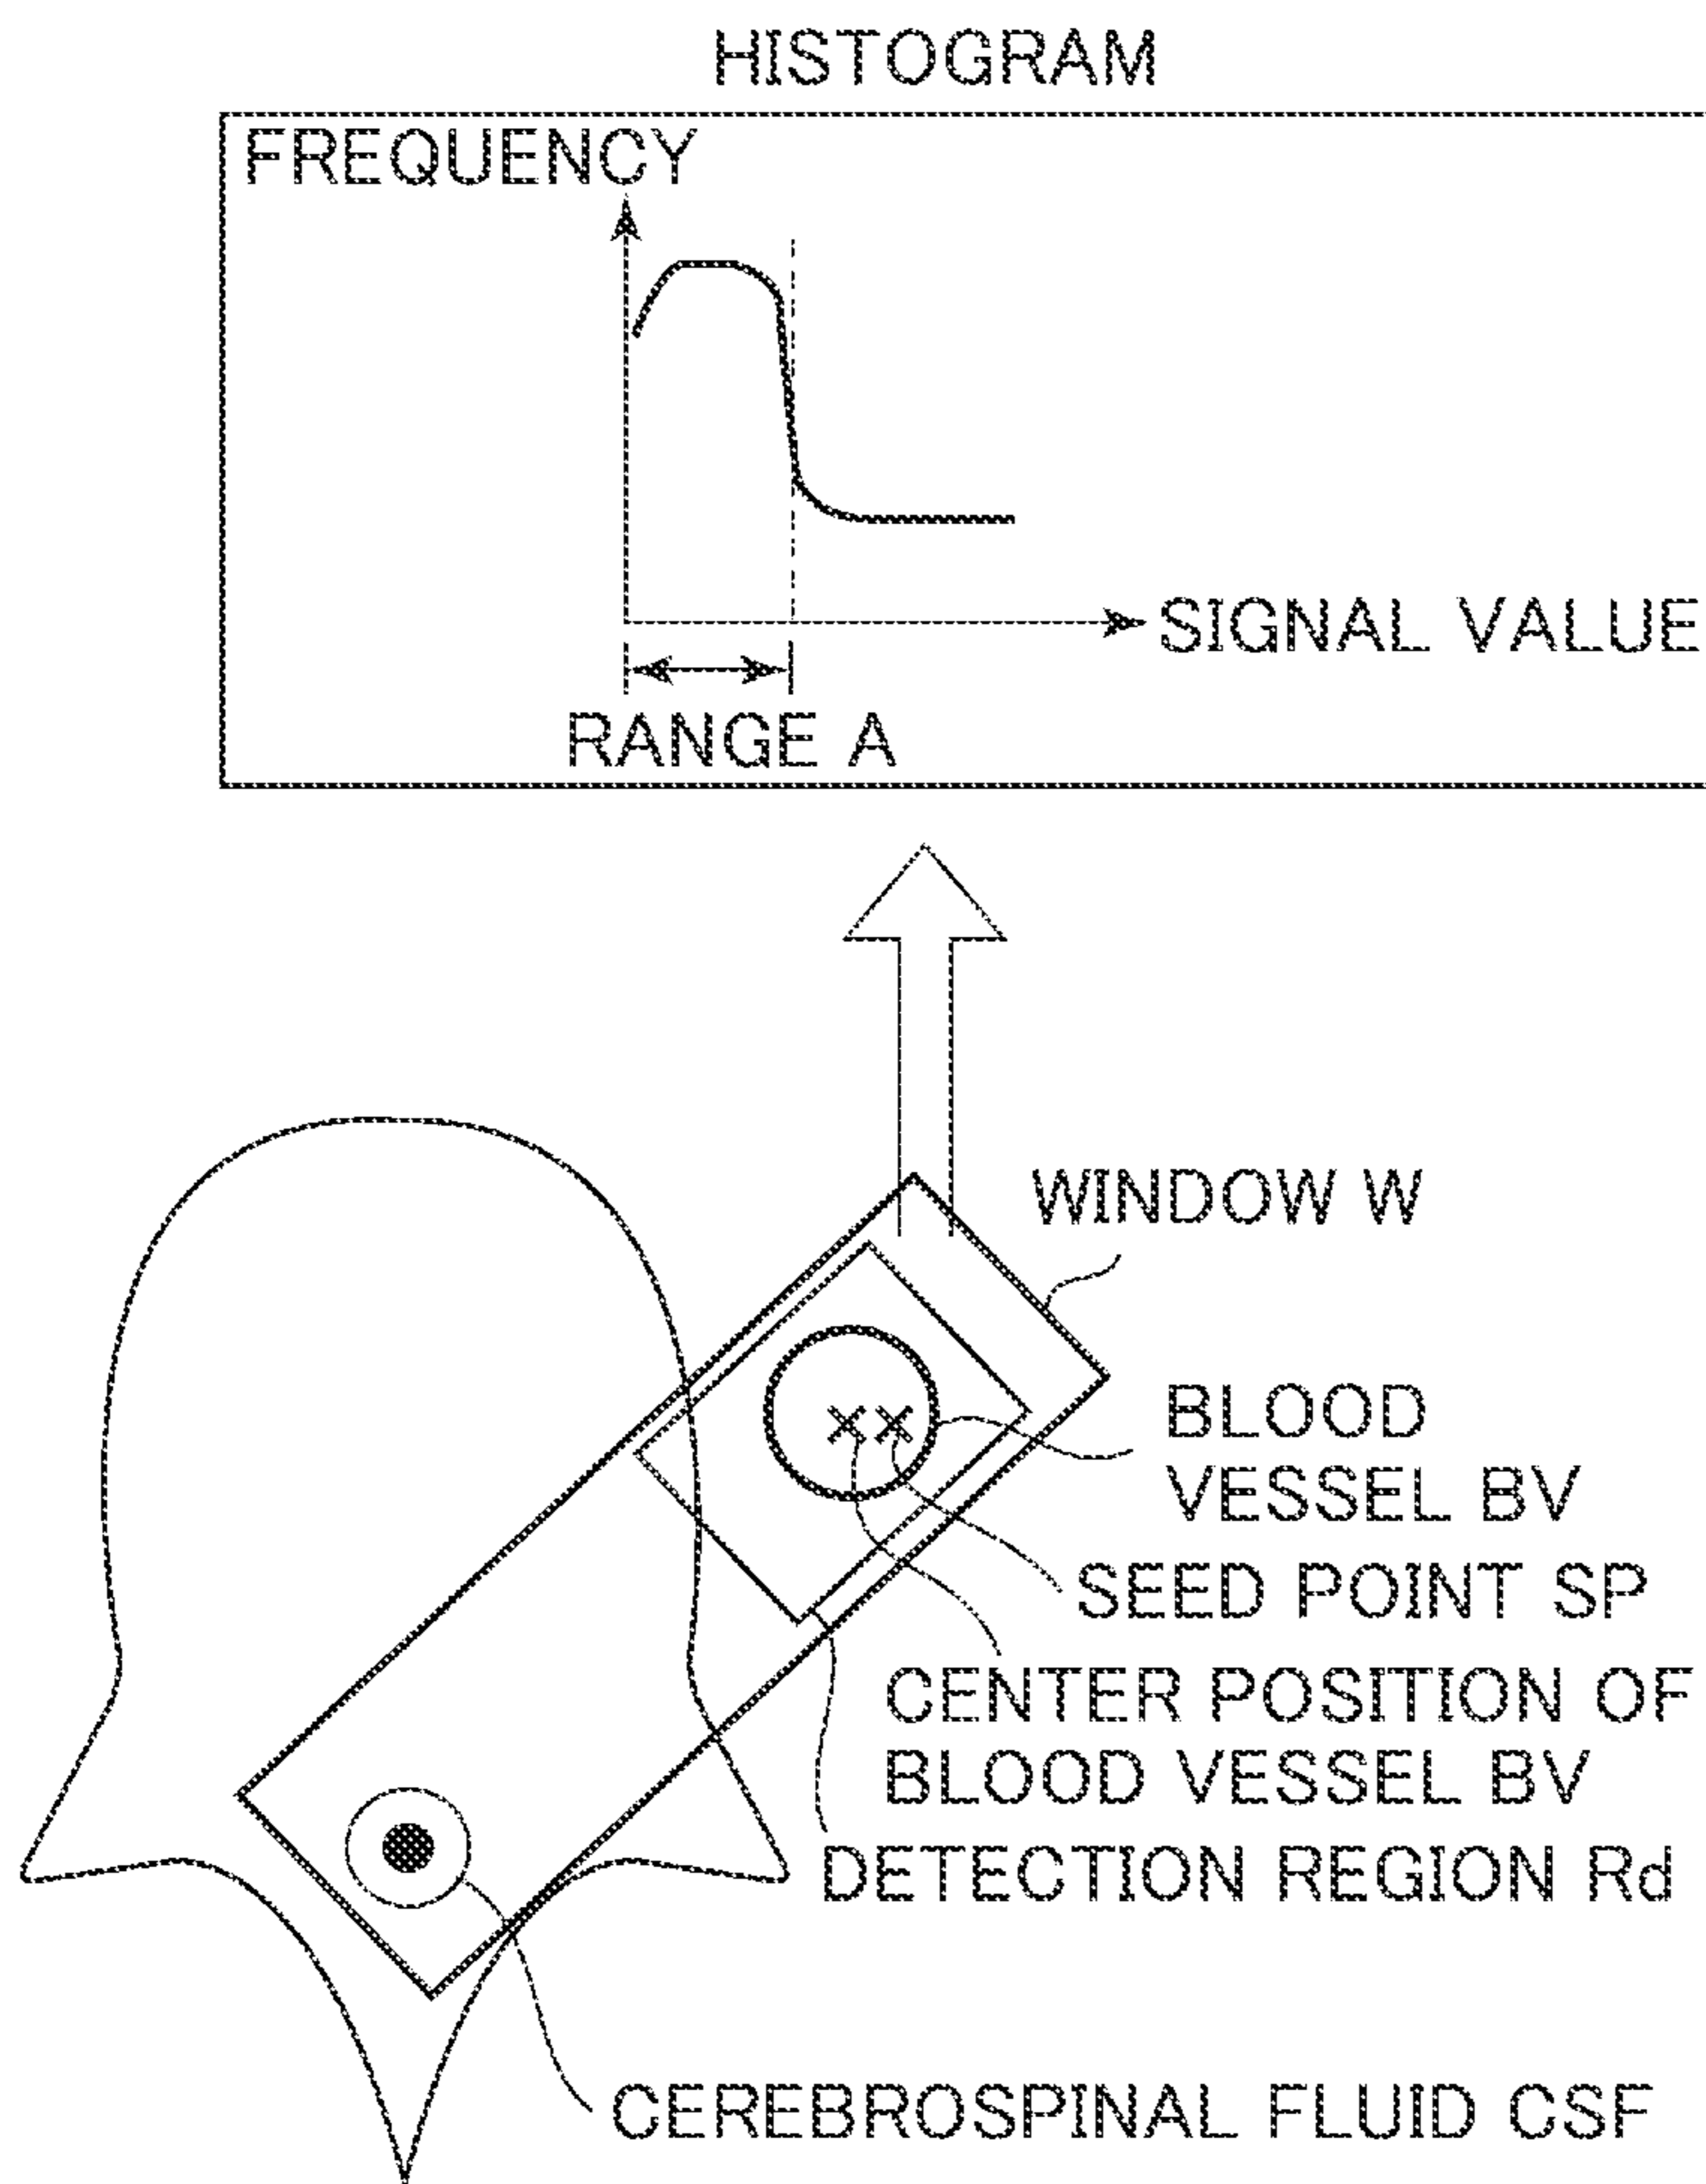 HISTOGRAM
FREQUENCY
SIGNAL VALUE
RANGE A
WINDOW W
BLOOD
VESSEL BV
SEED POINT SP
CENTER POSITION OF
BLOOD VESSEL BV
DETECTION REGION Rd
CEREBROSPINAL FLUID CSF